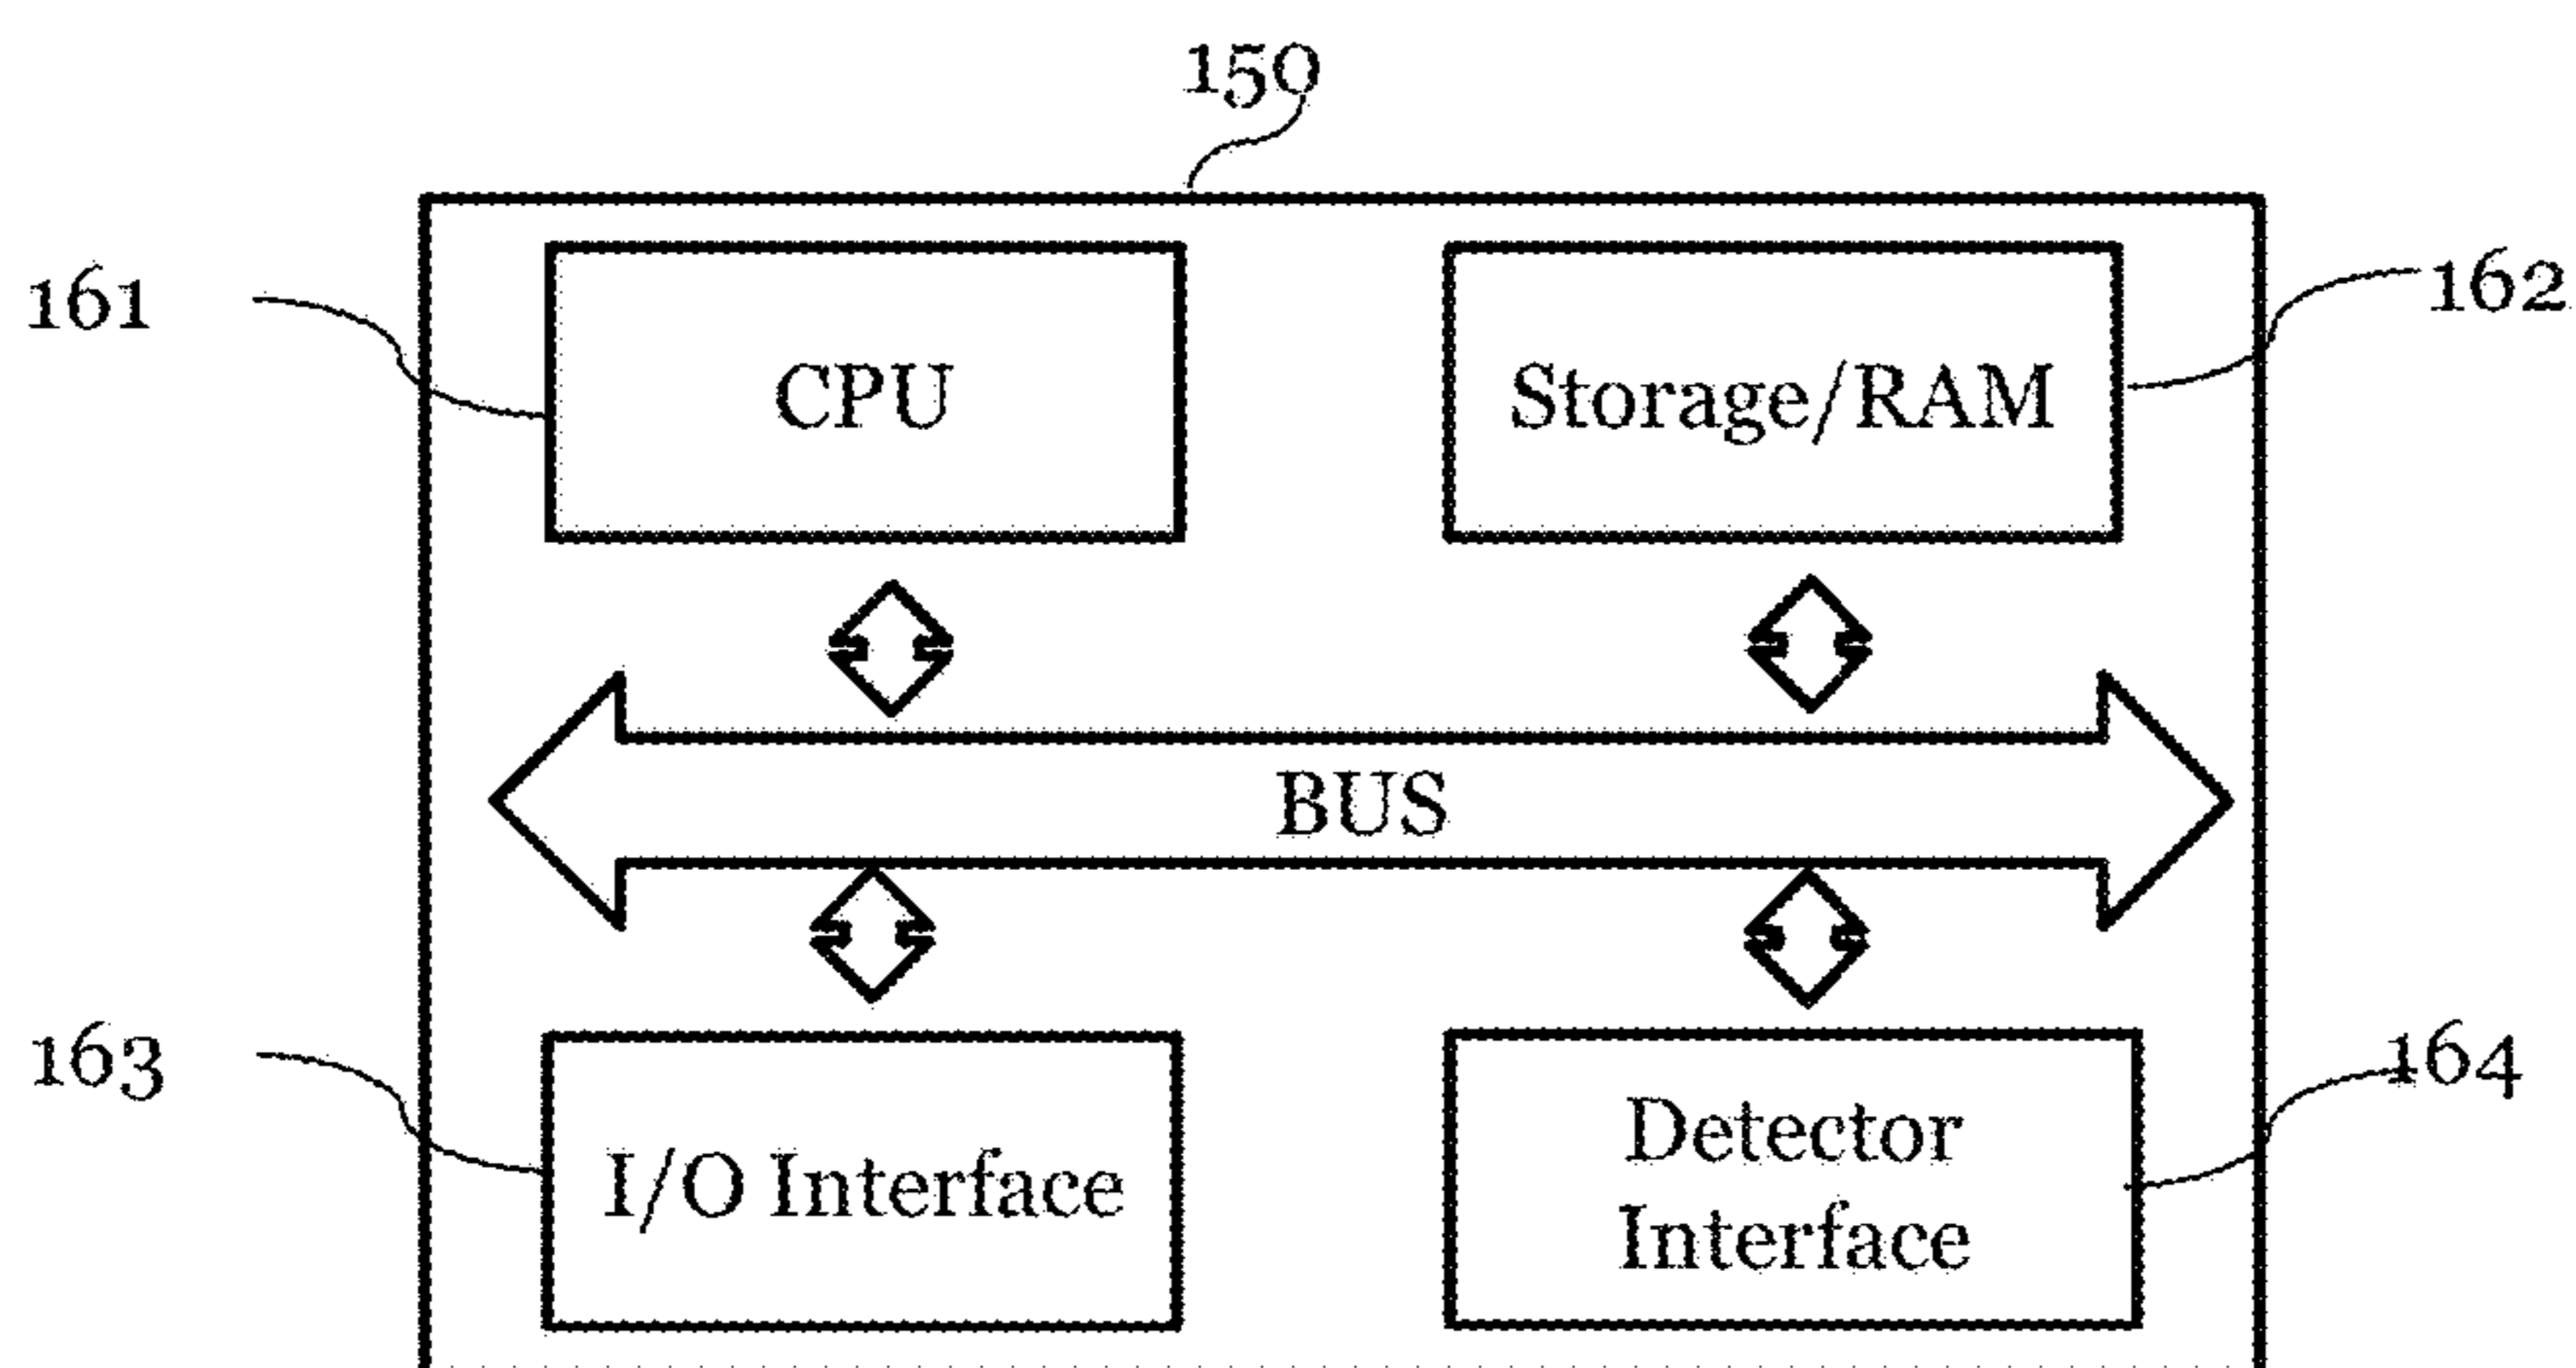 150
161
CPU
Storage/RAM
162
BUS
163
I/O Interface
Detector
Interface
164